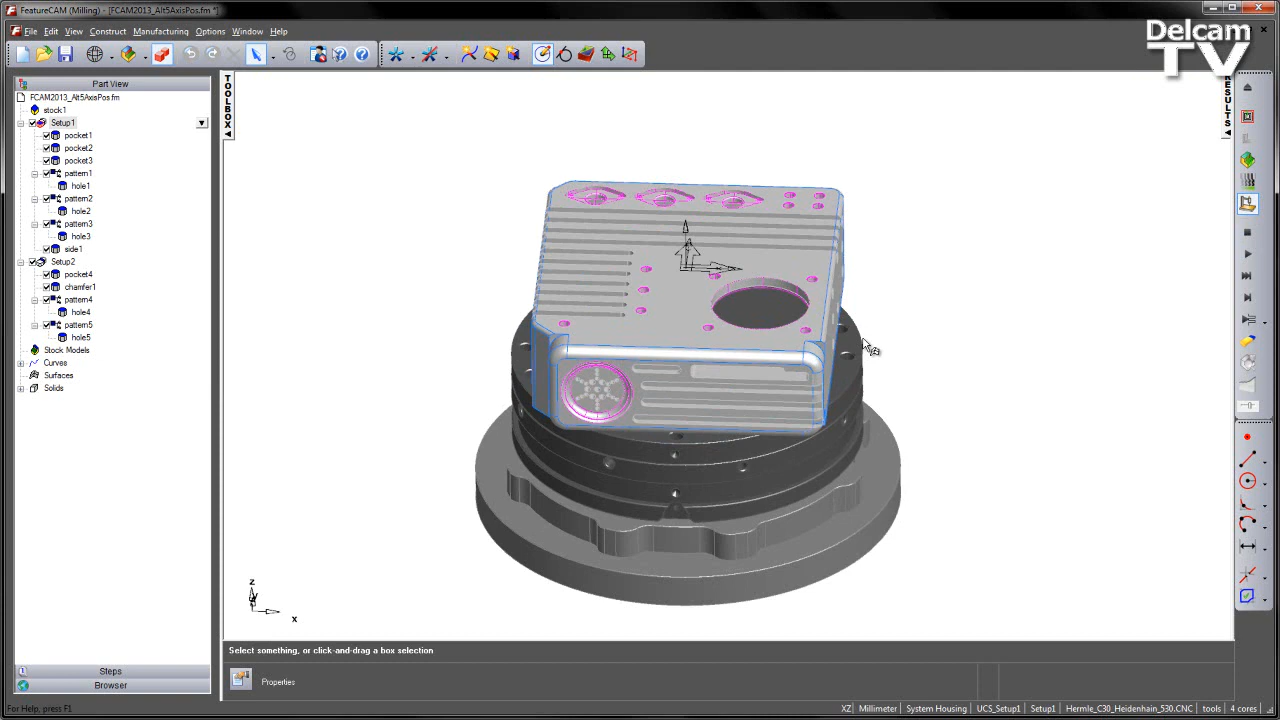 FeatureCAM (Milling) - [FCAM2013_Alt5AxisPos.fm *]
File Edit View Construct Manufacturing Options Window Help
Delcam
TV
Part View
FCAM2013_Alt5AxisPos.fm
stock1
Setup1
pocket1
pocket2
pocket3
pattern1
hole1
pattern2
hole2
pattern3
hole3
side1
Setup2
pocket4
chamfer1
pattern4
hole4
pattern5
hole5
Stock Models
Curves
Surfaces
Solids
TOOLBOX
RESULTS
z
x
Steps
Browser
Select something, or click-and-drag a box selection
Properties
For Help, press F1
XZ Millimeter System Housing UCS_Setup1 Setup1 Hermle_C30_Heidenhain_530.CNC tools 4 cores